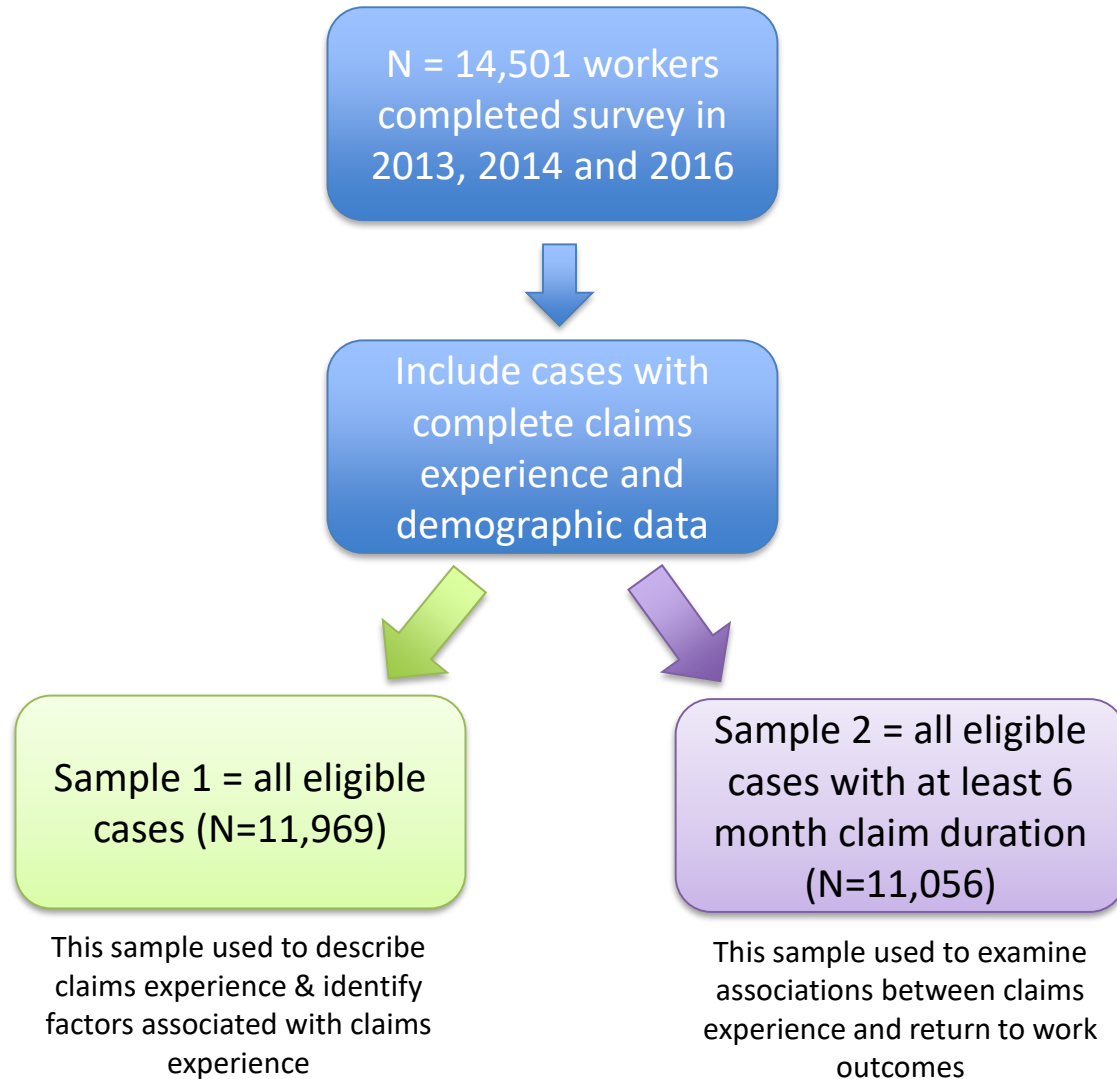 N = 14,501 workers
completed survey in
2013, 2014 and 2016
Include cases with
complete claims
experience and
demographic data
Sample 1 = all eligible
cases (N=11,969)
This sample used to describe
claims experience & identify
factors associated with claims
experience
Sample 2 = all eligible
cases with at least 6
month claim duration
(N=11,056)
This sample used to examine
associations between claims
experience and return to work
outcomes